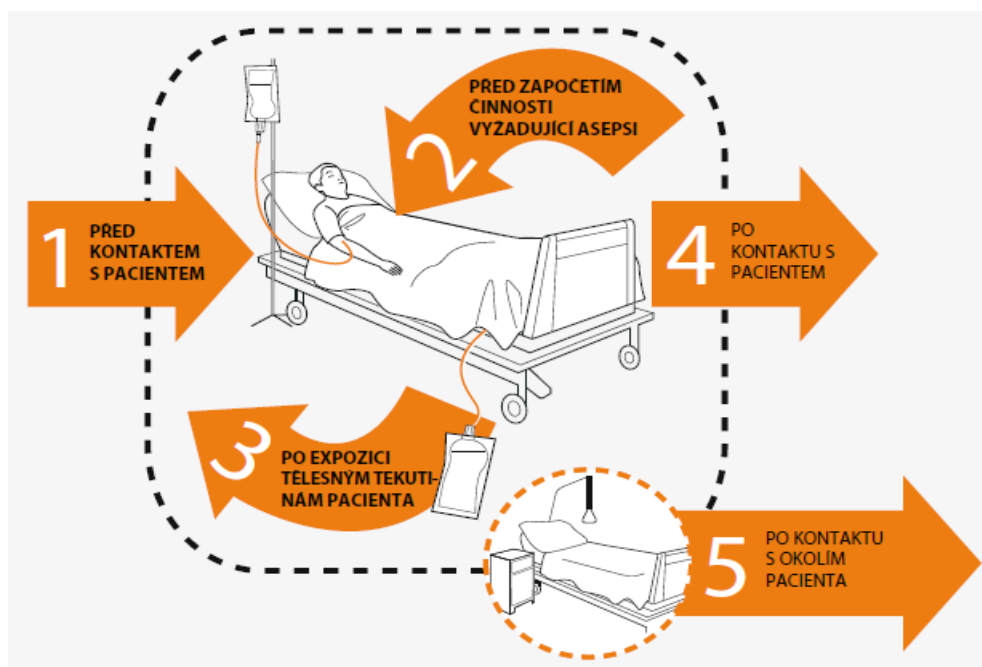 1
PŘED
KONTAKTEM
S PACIENTEM
2
PŘED ZAPOČETÍM
ČINNOSTI
VYŽADUJÍCÍ ASEPSI
3
PO EXPOZICI
TĚLESNÝM TEKUTI-
NÁM PACIENTA
4
PO
KONTAKTU S
PACIENTEM
5
PO KONTAKTU
S OKOLÍM
PACIENTA